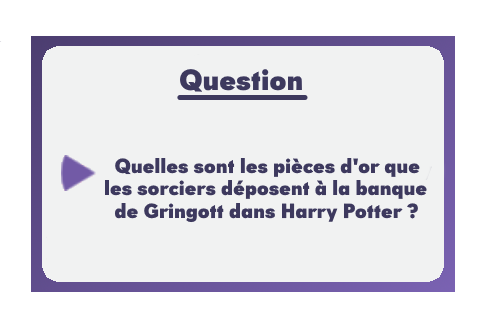 Question
Quelles sont les pièces d'or que
les sorciers déposent à la banque
de Gringott dans Harry Potter ?